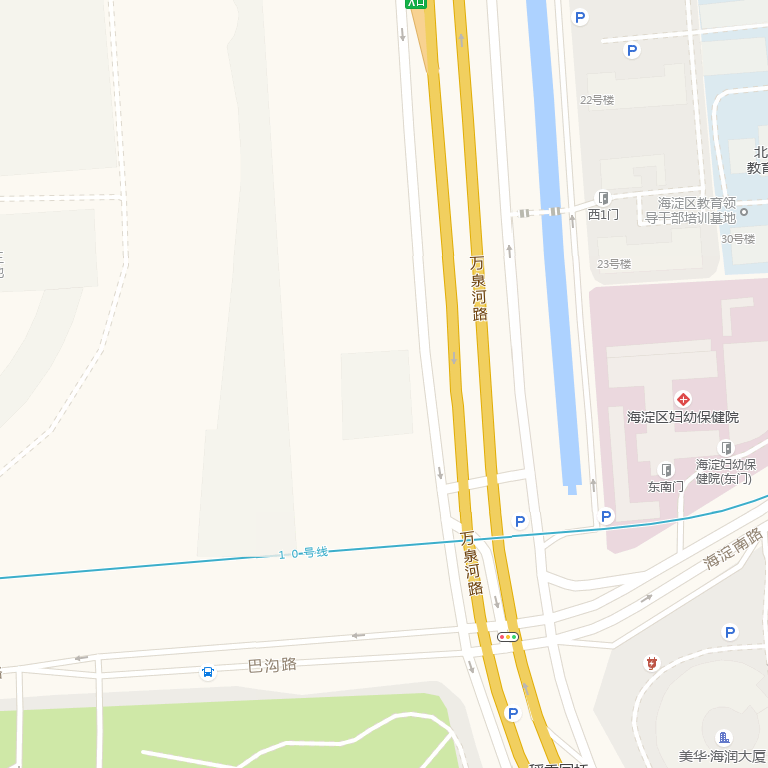 入口
P
P
22号楼
北
教育
西1门
海淀区教育领
导干部培训基地
30号楼
23号楼
万泉河路
海淀区妇幼保健院
海淀妇幼保
健院(东门)
东南门
P
P
万泉河路
10号线
海淀南路
P
巴沟路
P
美华·海润大厦